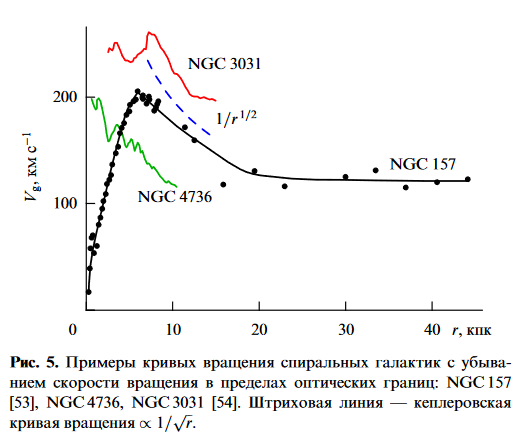 NGC 3031
200
1/r^{1/2}
V_g, км с^{−1}
NGC 157
NGC 4736
100
0 10 20 30 40 r, кпк
Рис. 5. Примеры кривых вращения спиральных галактик с убыва-
нием скорости вращения в пределах оптических границ: NGC 157
[53], NGC 4736, NGC 3031 [54]. Штриховая линия — кеплеровская
кривая вращения ∝ 1/√r.